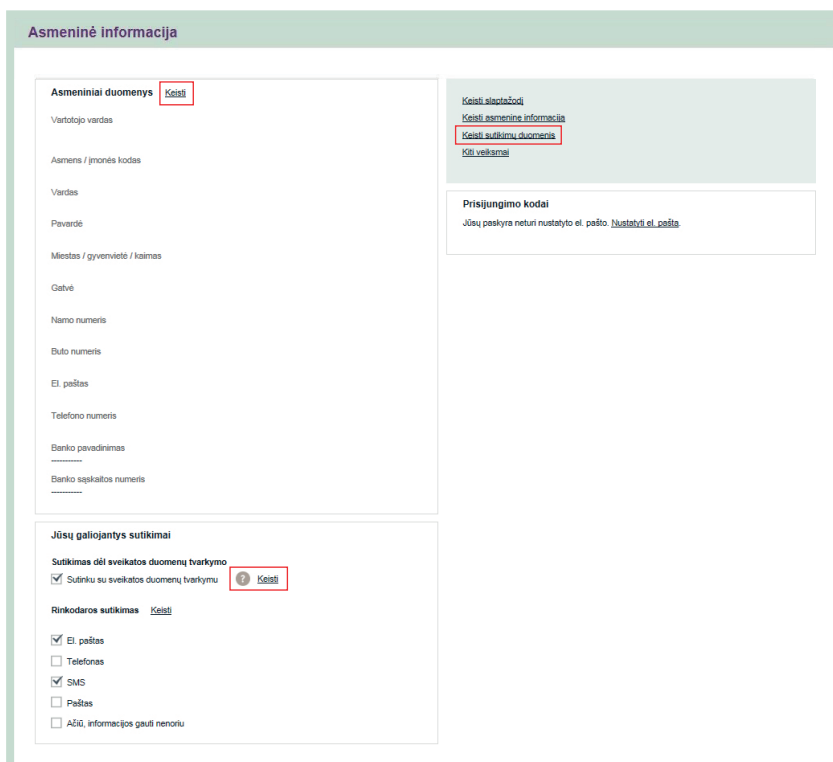 Asmeninė informacija
Asmeniniai duomenys Keisti
Vartotojo vardas
Asmens / įmonės kodas
Vardas
Pavardė
Miestas / gyvenvietė / kaimas
Gatvė
Namo numeris
Buto numeris
El. paštas
Telefono numeris
Banko pavadinimas
-----------
Banko sąskaitos numeris
-----------
Jūsų galiojantys sutikimai
Sutikimas dėl sveikatos duomenų tvarkymo
Sutinku su sveikatos duomenų tvarkymu ? Keisti
Rinkodaros sutikimas Keisti
El. paštas
Telefonas
SMS
Paštas
Ačiū, informacijos gauti nenoriu
Keisti slaptažodį
Keisti asmenine informacija
Keisti sutikimų duomenis
Kiti veiksmai
Prisijungimo kodai
Jūsų paskyra neturi nustatyto el. pašto. Nustatyti el. pašta.